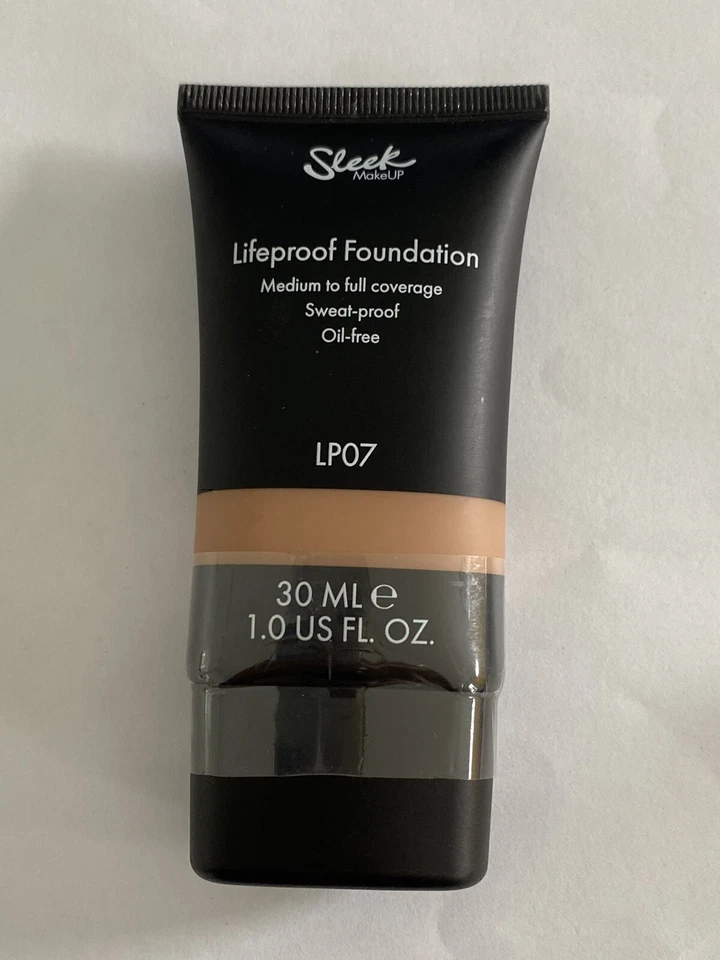 Sleek
MakeUP
Lifeproof Foundation
Medium to full coverage
Sweat-proof
Oil-free
LP07
30 ML ℮
1.0 US FL. OZ.